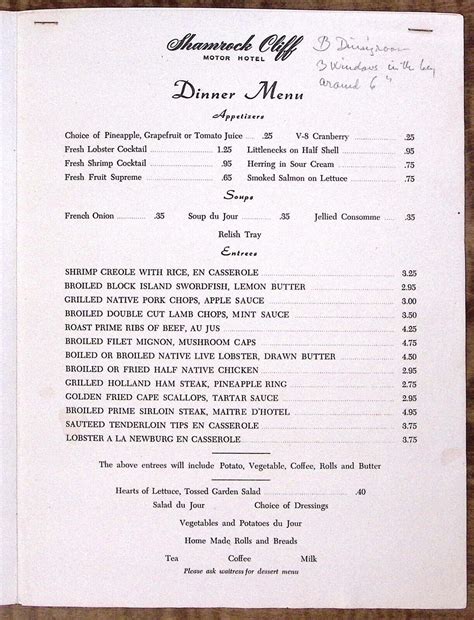 Shamrock Cliff
MOTOR HOTEL
B Diningroom
3 windows in the bay
around 6"
Dinner Menu
Appetizers
Choice of Pineapple, Grapefruit or Tomato Juice .25 V-8 Cranberry .25
Fresh Lobster Cocktail 1.25 Littlenecks on Half Shell .95
Fresh Shrimp Cocktail .95 Herring in Sour Cream .75
Fresh Fruit Supreme .65 Smoked Salmon on Lettuce .75
Soups
French Onion .35 Soup du Jour .35 Jellied Consomme .35
Relish Tray
Entrees
SHRIMP CREOLE WITH RICE, EN CASSEROLE 3.25
BROILED BLOCK ISLAND SWORDFISH, LEMON BUTTER 2.95
GRILLED NATIVE PORK CHOPS, APPLE SAUCE 3.00
BROILED DOUBLE CUT LAMB CHOPS, MINT SAUCE 3.50
ROAST PRIME RIBS OF BEEF, AU JUS 4.25
BROILED FILET MIGNON, MUSHROOM CAPS 4.75
BOILED OR BROILED NATIVE LIVE LOBSTER, DRAWN BUTTER 4.50
BROILED OR FRIED HALF NATIVE CHICKEN 2.95
GRILLED HOLLAND HAM STEAK, PINEAPPLE RING 2.75
GOLDEN FRIED CAPE SCALLOPS, TARTAR SAUCE 2.95
BROILED PRIME SIRLOIN STEAK, MAITRE D'HOTEL 4.95
SAUTEED TENDERLOIN TIPS EN CASSEROLE 3.75
LOBSTER A LA NEWBURG EN CASSEROLE 3.75
The above entrees will include Potato, Vegetable, Coffee, Rolls and Butter
Hearts of Lettuce, Tossed Garden Salad .40
Salad du Jour Choice of Dressings
Vegetables and Potatoes du Jour
Home Made Rolls and Breads
Tea Coffee Milk
Please ask waitress for dessert menu